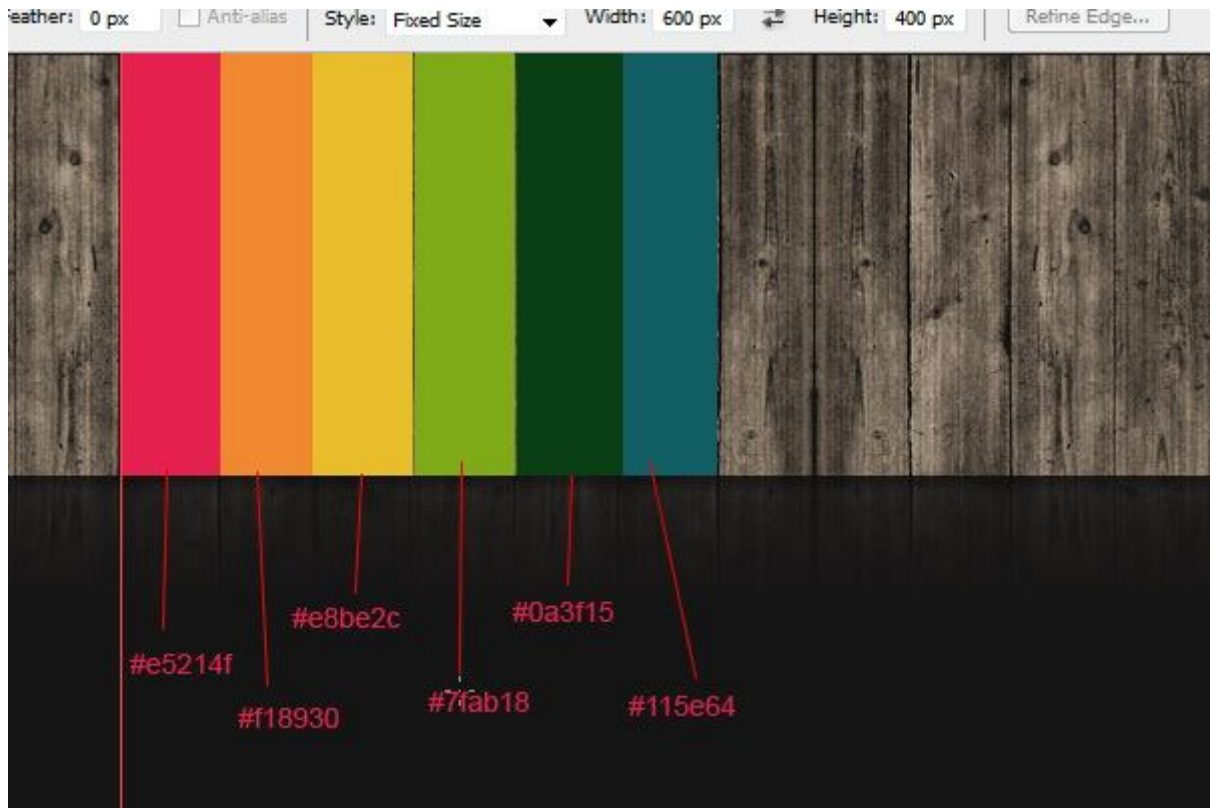 eather: 0 px Anti-alias Style: Fixed Size Width: 600 px Height: 400 px Refine Edge...
#e8be2c
#0a3f15
#e5214f
#f18930
#7fab18
#115e64